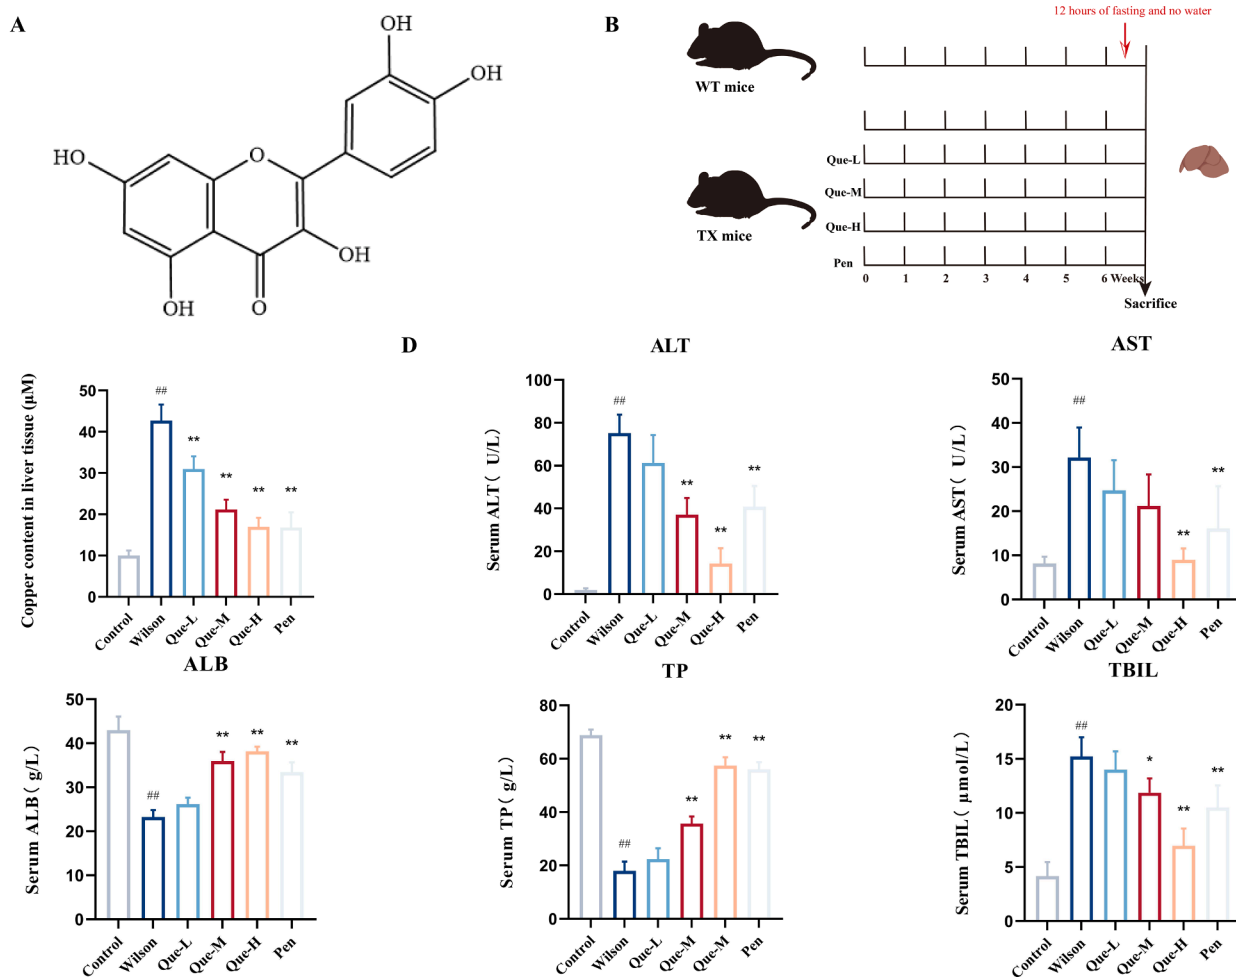 A
OH
OH
HO
O
OH
OH
O
B
12 hours of fasting and no water
WT mice
TX mice
Que-L
Que-M
Que-H
Pen
0 1 2 3 4 5 6 Weeks
Sacrifice
Copper content in liver tissue (μM)
50
40
30
20
10
0
##
**
**
**
**
Control Wilson Que-L Que-M Que-H Pen
D
ALT
Serum ALT( U/L)
100
80
60
40
20
0
##
**
**
**
Control Wilson Que-L Que-M Que-H Pen
AST
Serum AST( U/L)
50
40
30
20
10
0
##
**
**
Control Wilson Que-L Que-M Que-H Pen
ALB
Serum ALB( g/L)
50
40
30
20
10
0
##
**
**
**
Control Wilson Que-L Que-M Que-H Pen
TP
Serum TP( g/L)
80
60
40
20
0
##
**
**
**
Control Wilson Que-L Que-M Que-M Pen
TBIL
Serum TBIL( μmol/L)
20
15
10
5
0
##
*
**
**
Control Wilson Que-L Que-M Que-H Pen